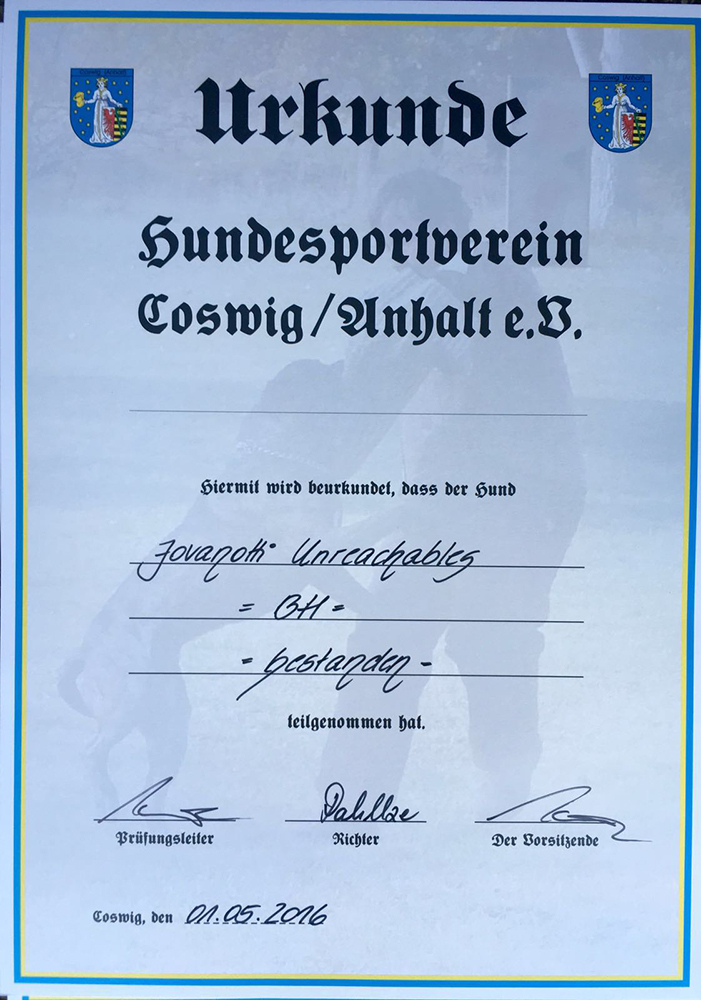 Urkunde
Hundesportverein
Coswig/Anhalt e.V.
Hiermit wird beurkundet, dass der Hund
Jovanotti Unreachables
= BH =
- bestanden -
teilgenommen hat.
Prüfungsleiter Richter Der Vorsitzende
Coswig, den 01.05.2016